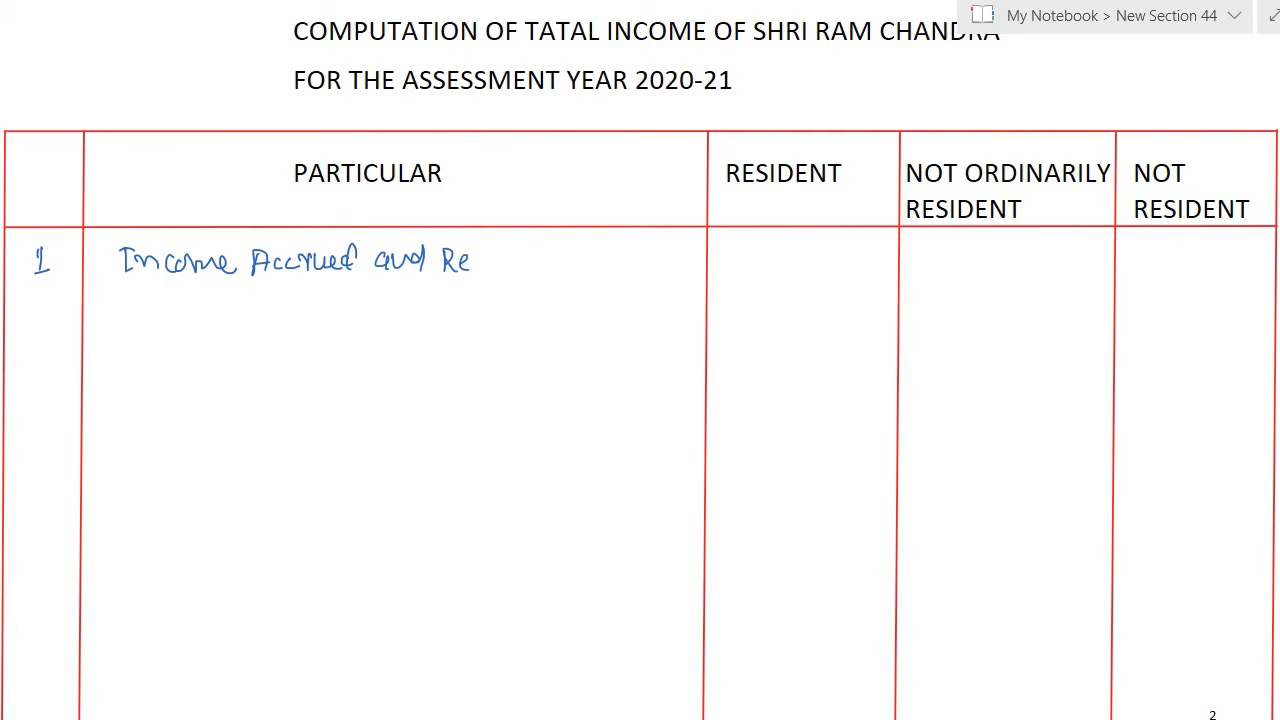 My Notebook > New Section 44
COMPUTATION OF TATAL INCOME OF SHRI RAM CHANDRA
FOR THE ASSESSMENT YEAR 2020-21
PARTICULAR
RESIDENT
NOT ORDINARILY
RESIDENT
NOT
RESIDENT
1 Income Accrued and Re
2